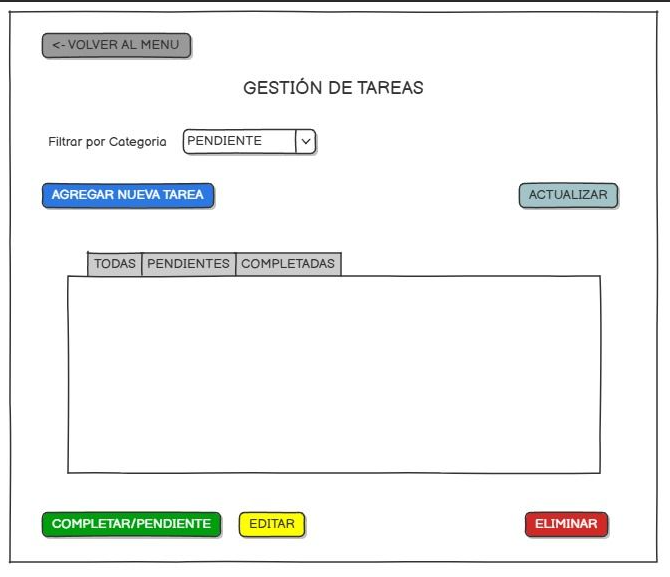 <- VOLVER AL MENU
GESTIÓN DE TAREAS
Filtrar por Categoria PENDIENTE
AGREGAR NUEVA TAREA ACTUALIZAR
TODAS PENDIENTES COMPLETADAS
COMPLETAR/PENDIENTE EDITAR ELIMINAR